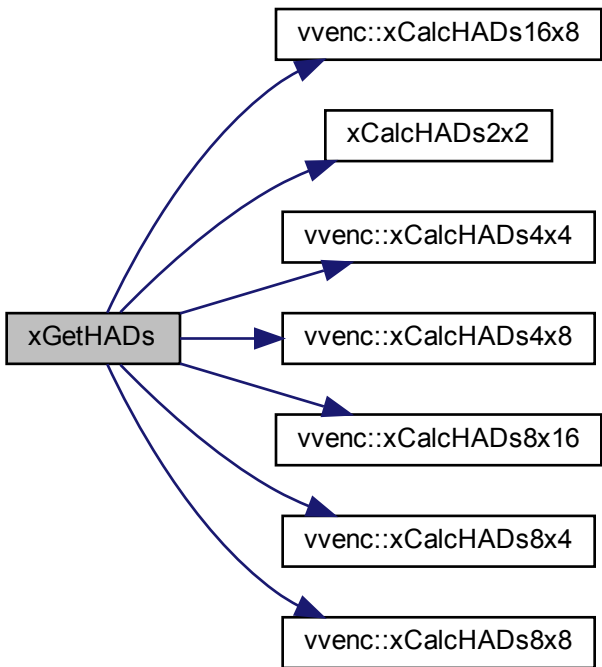 vvenc::xCalcHADs16x8
xCalcHADs2x2
vvenc::xCalcHADs4x4
xGetHADs
vvenc::xCalcHADs4x8
vvenc::xCalcHADs8x16
vvenc::xCalcHADs8x4
vvenc::xCalcHADs8x8